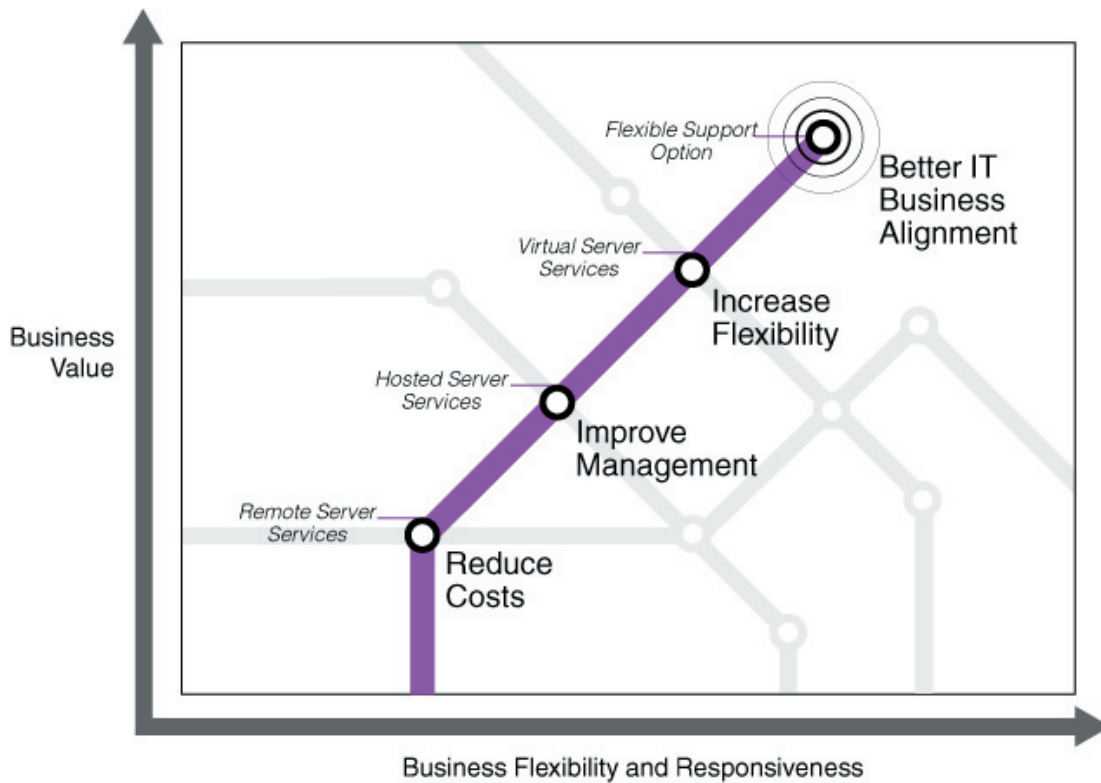 Flexible Support
Option
Better IT
Business
Alignment
Virtual Server
Services
Increase
Flexibility
Business
Value
Hosted Server
Services
Improve
Management
Remote Server
Services
Reduce
Costs
Business Flexibility and Responsiveness